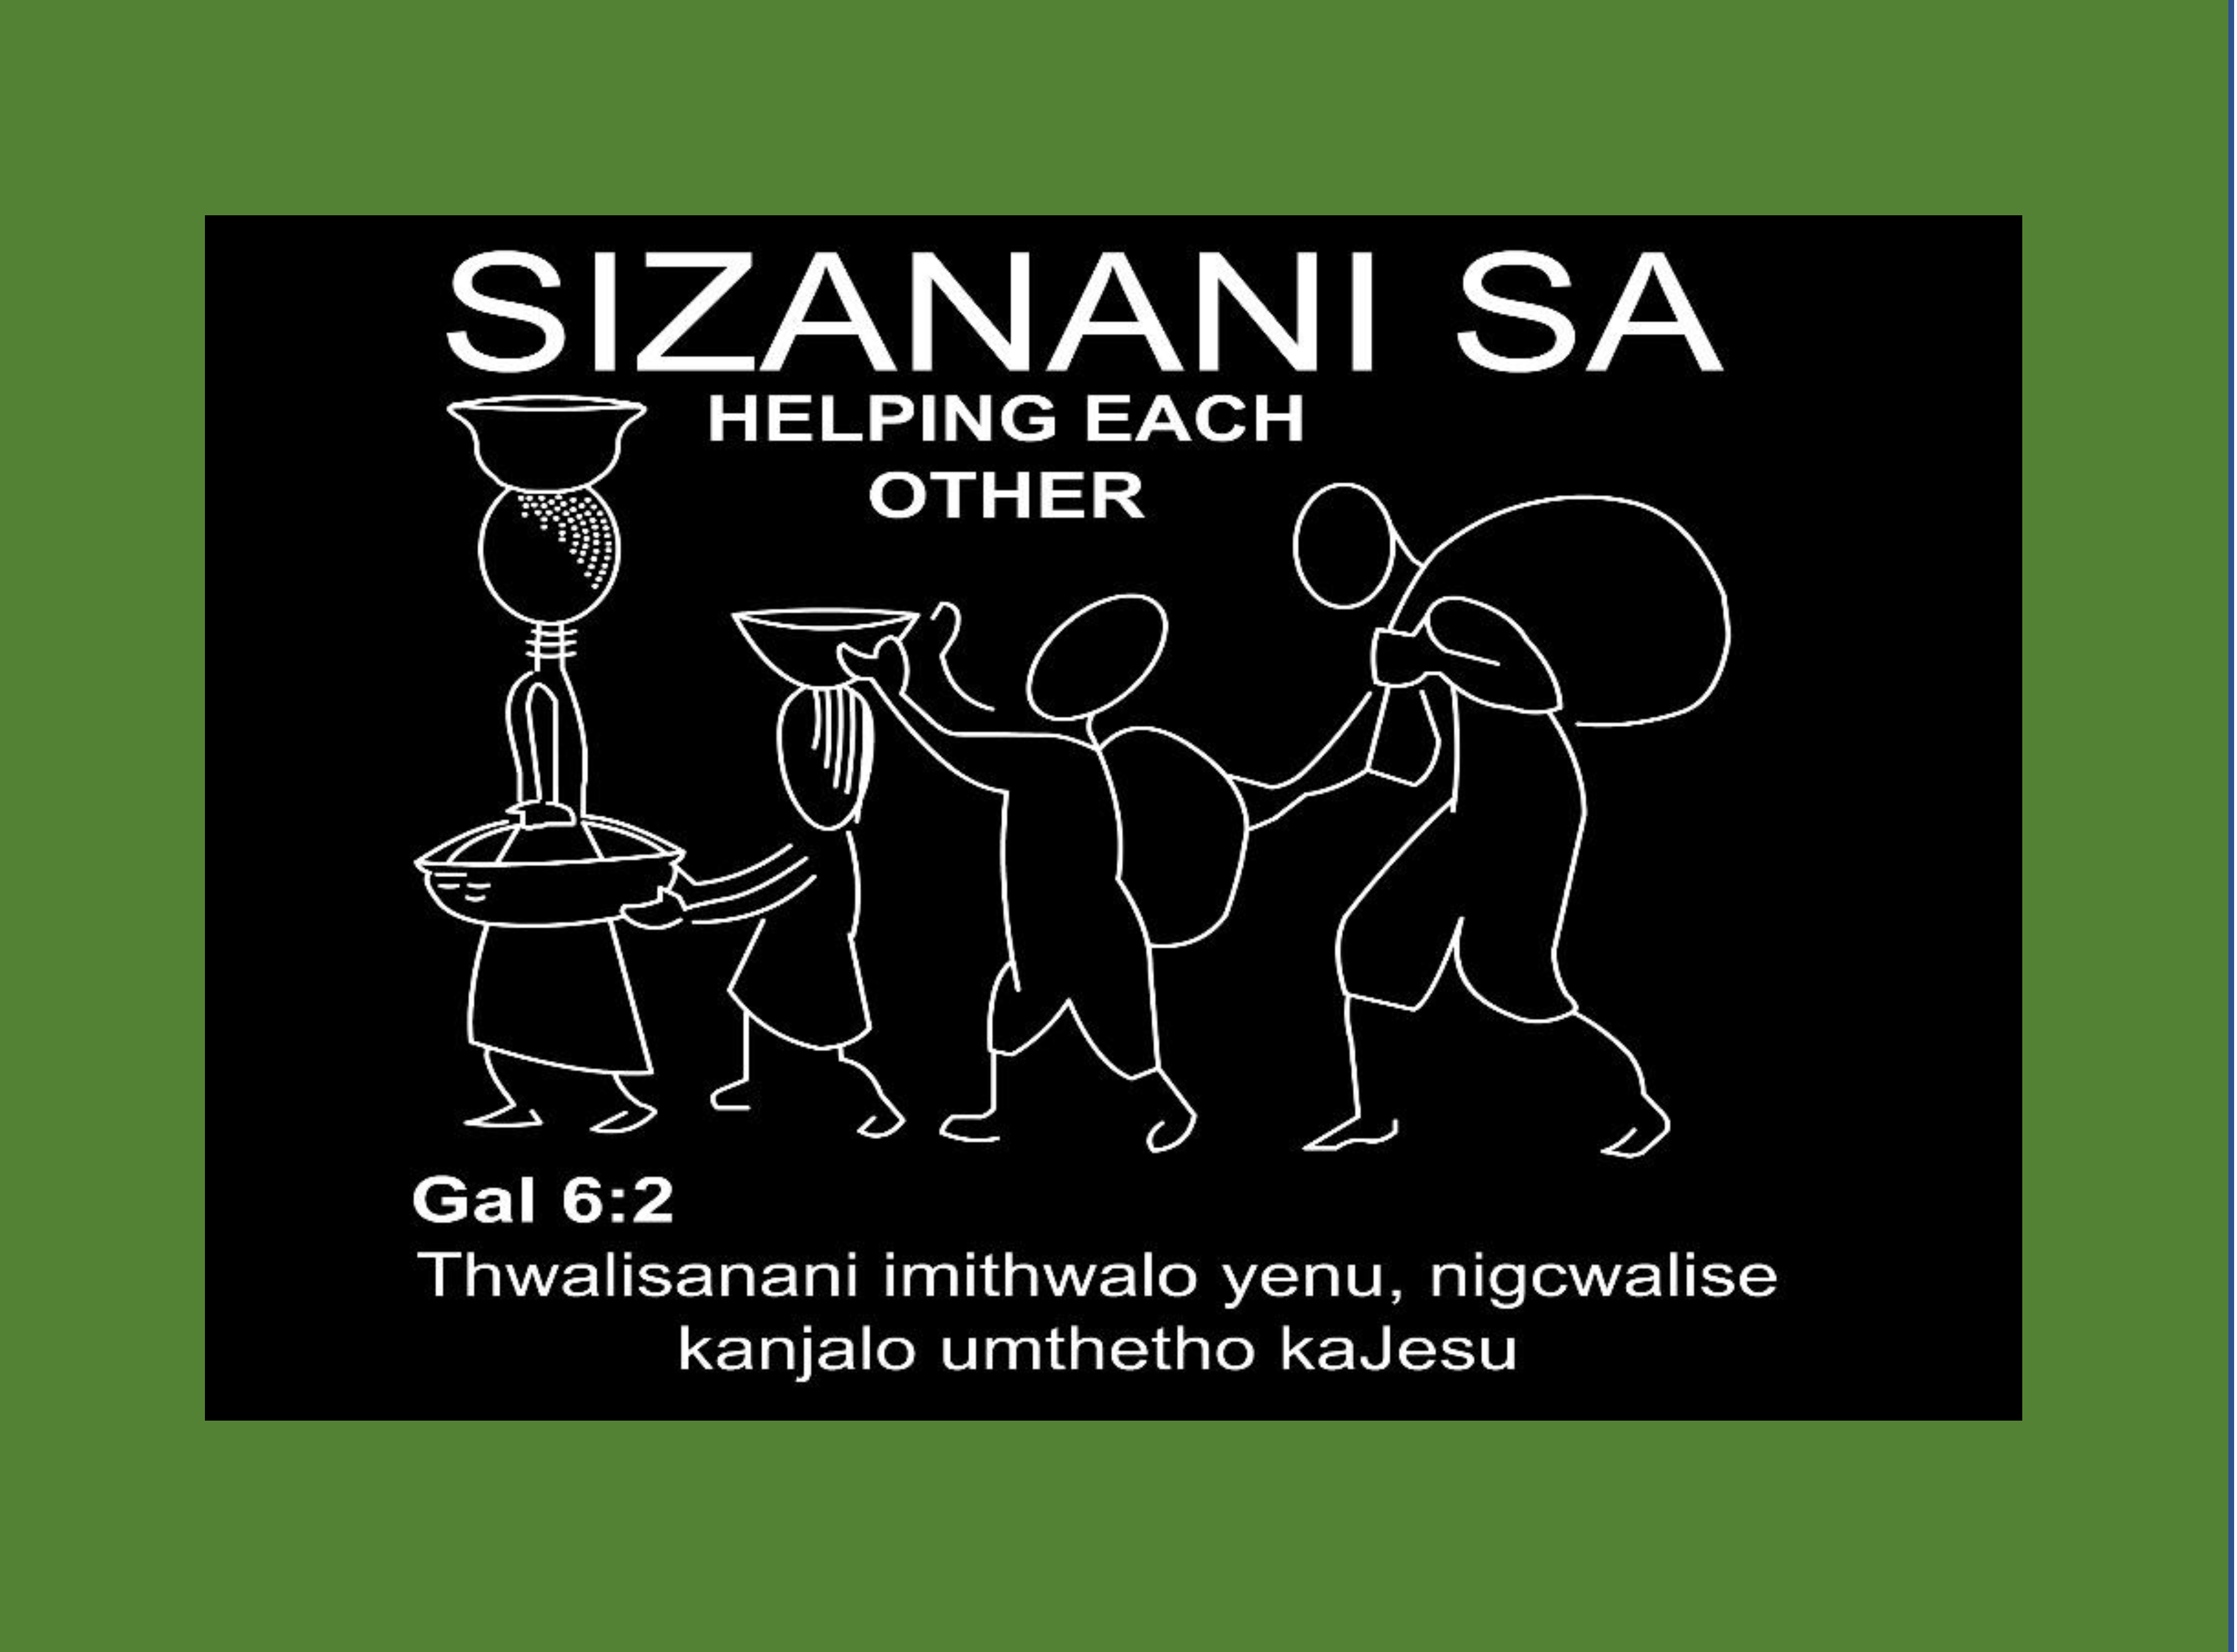 SIZANANI SA
HELPING EACH
OTHER
Gal 6:2
Thwalisanani imithwalo yenu, nigcwalise
kanjalo umthetho kaJesu